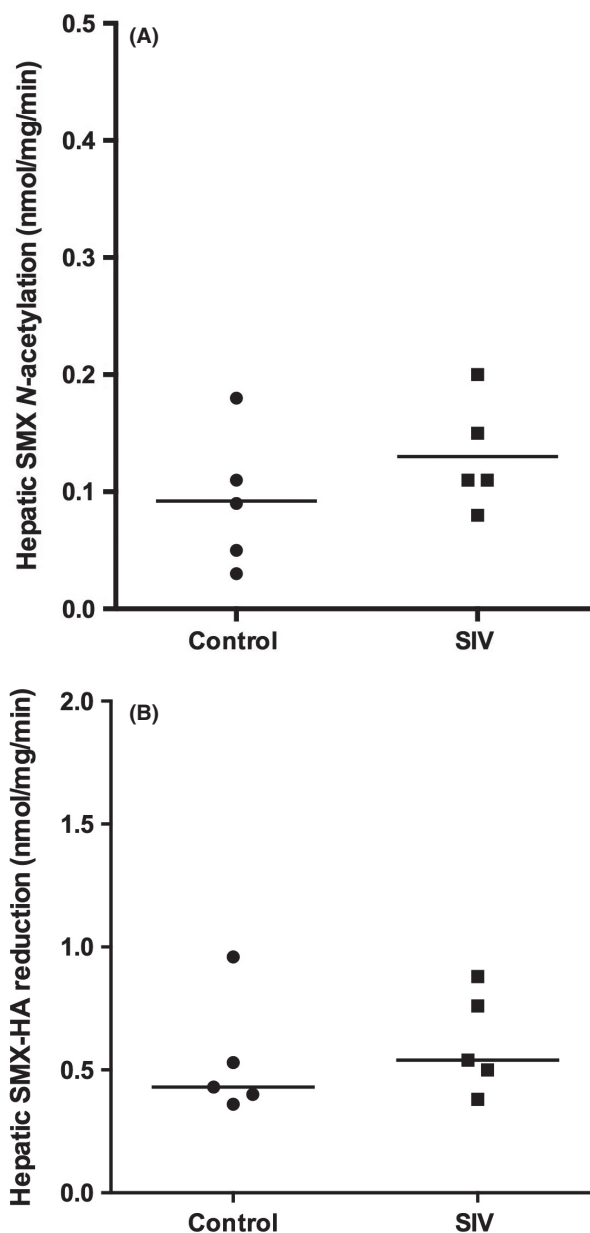 (A)
Hepatic SMX N-acetylation (nmol/mg/min)
0.5
0.4
0.3
0.2
0.1
0.0
Control SIV
(B)
Hepatic SMX-HA reduction (nmol/mg/min)
2.0
1.5
1.0
0.5
0.0
Control SIV